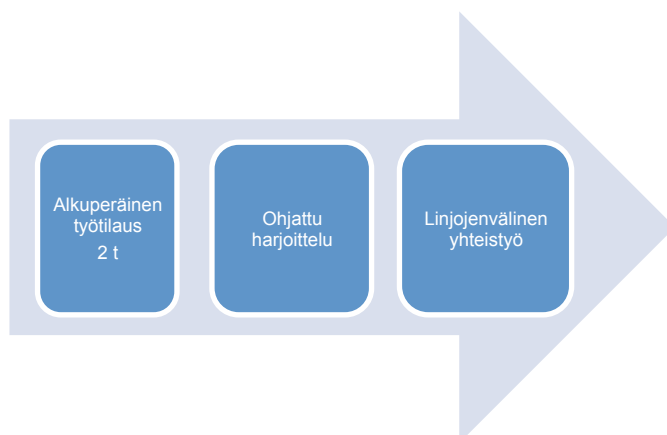 Alkuperäinen
työtilaus
2 t
Ohjattu
harjoittelu
Linjojenvälinen
yhteistyö